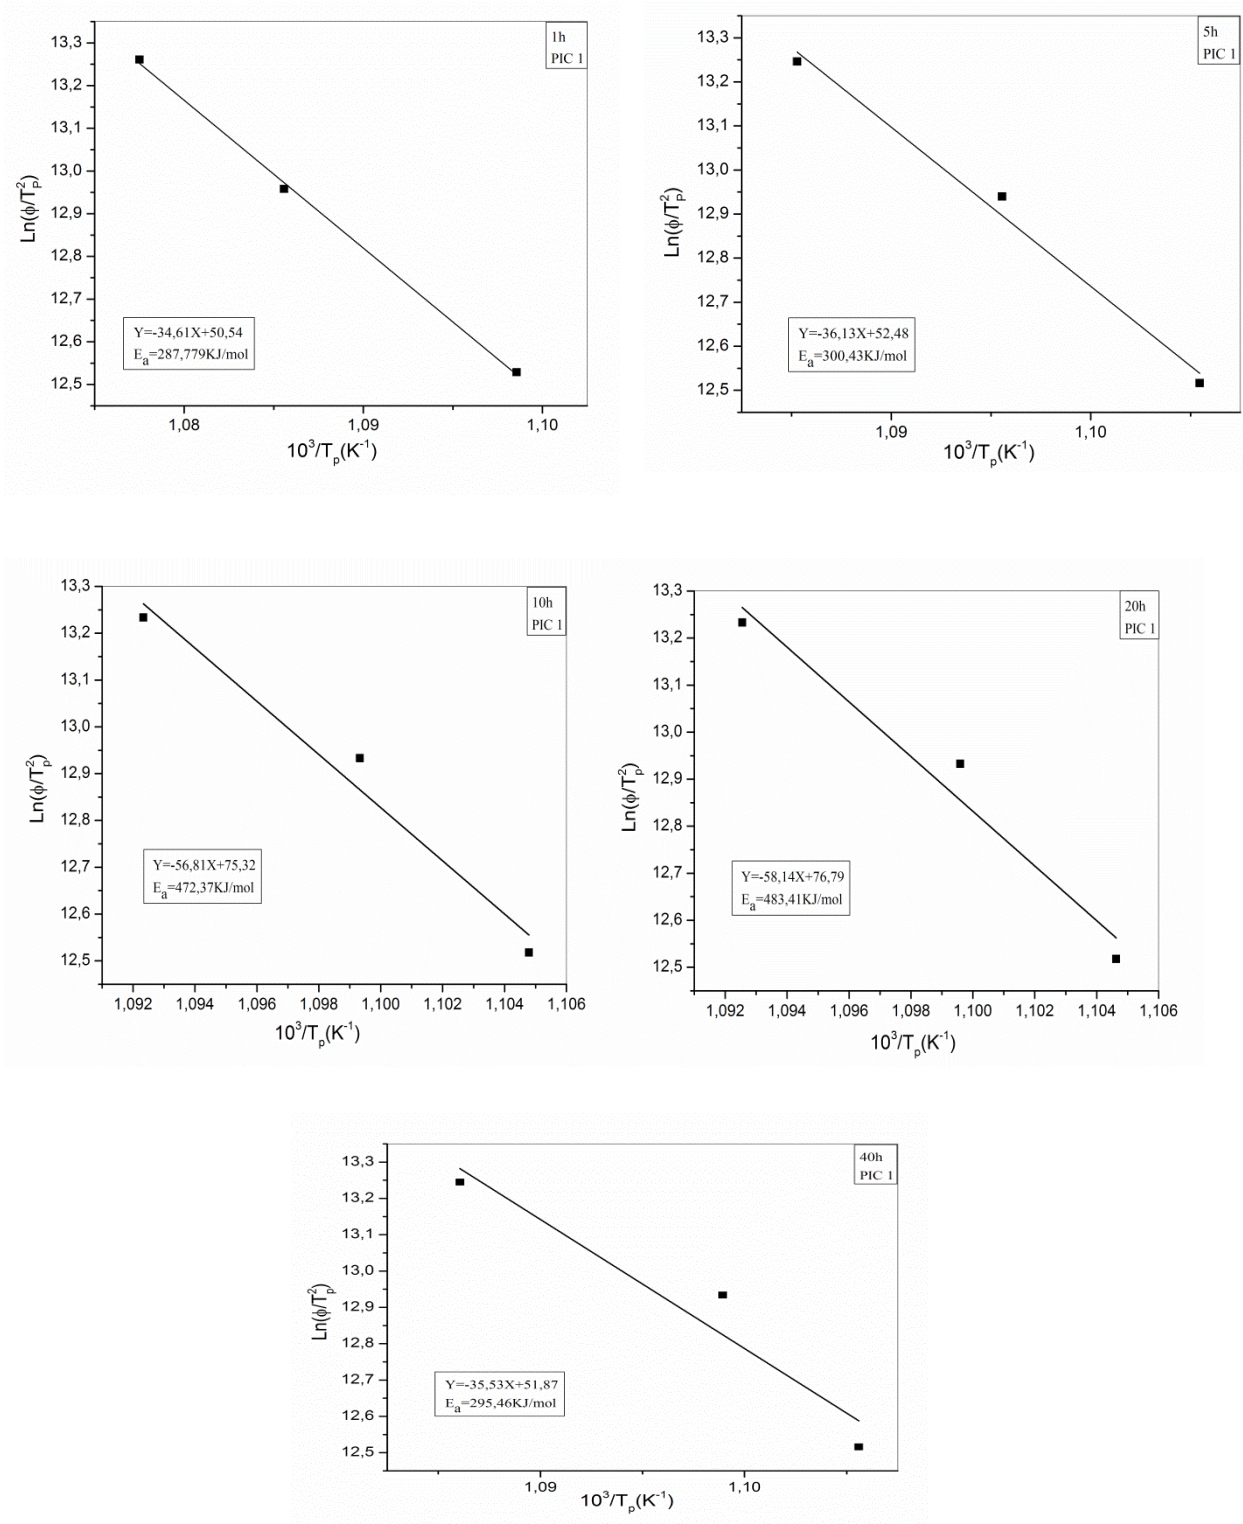 1h
PIC 1
13,3
13,2
13,1
13,0
12,9
12,8
12,7
12,6
12,5
Ln(ϕ/T_P^2)
Y=-34,61X+50,54
E_a=287,779KJ/mol
1,08
1,09
1,10
10^3/T_p(K^-1)
5h
PIC 1
13,3
13,2
13,1
13,0
12,9
12,8
12,7
12,6
12,5
Ln(ϕ/T_P^2)
Y=-36,13X+52,48
E_a=300,43KJ/mol
1,09
1,10
10^3/T_p(K^-1)
10h
PIC 1
13,3
13,2
13,1
13,0
12,9
12,8
12,7
12,6
12,5
Ln(ϕ/T_p^2)
Y=-56,81X+75,32
E_a=472,37KJ/mol
1,092
1,094
1,096
1,098
1,100
1,102
1,104
1,106
10^3/T_p(K^-1)
20h
PIC 1
13,3
13,2
13,1
13,0
12,9
12,8
12,7
12,6
12,5
Ln(ϕ/T_p^2)
Y=-58,14X+76,79
E_a=483,41KJ/mol
1,092
1,094
1,096
1,098
1,100
1,102
1,104
1,106
10^3/T_p(K^-1)
40h
PIC 1
13,3
13,2
13,1
13,0
12,9
12,8
12,7
12,6
12,5
Ln(ϕ/T_p^2)
Y=-35,53X+51,87
E_a=295,46KJ/mol
1,09
1,10
10^3/T_p(K^-1)